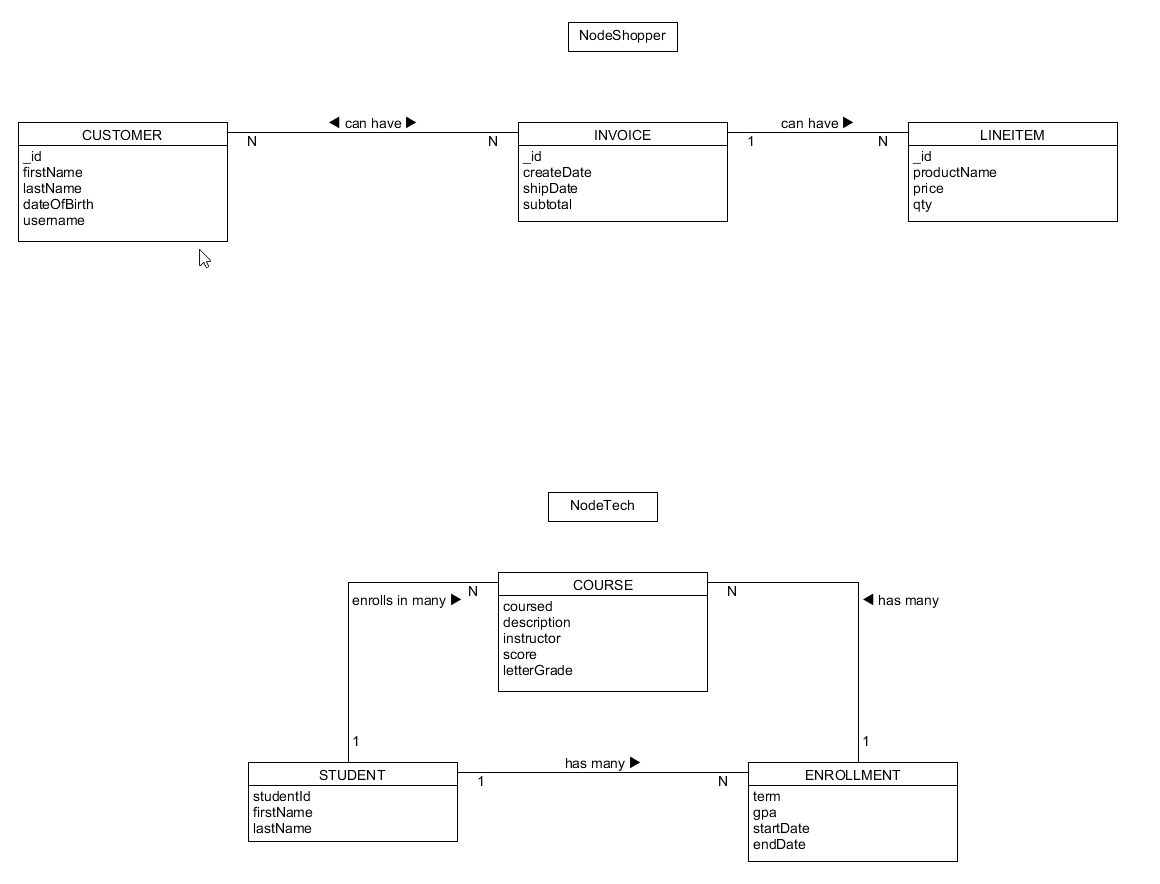 NodeShopper
◀ can have ▶
can have ▶
CUSTOMER
N
N
INVOICE
1
N
LINEITEM
_id
firstName
lastName
dateOfBirth
username
_id
createDate
shipDate
subtotal
_id
productName
price
qty
NodeTech
enrolls in many ▶
N
COURSE
N
◀ has many
coursed
description
instructor
score
letterGrade
1
1
has many ▶
STUDENT
1
N
ENROLLMENT
studentId
firstName
lastName
term
gpa
startDate
endDate